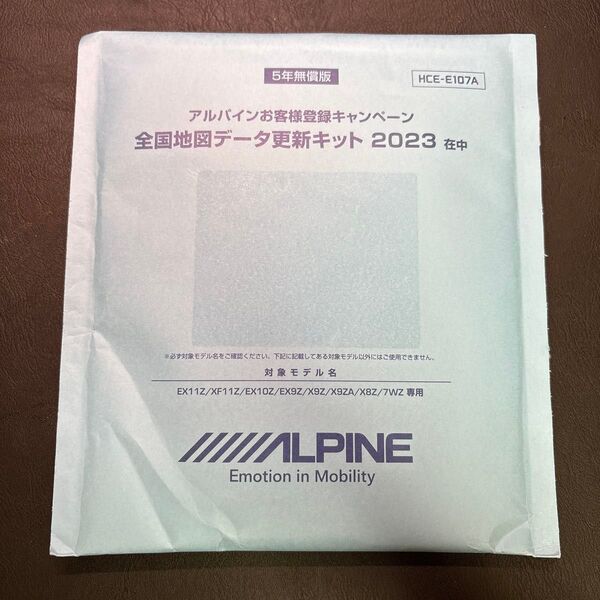 5年無償版
HCE-E107A
アルパインお客様登録キャンペーン
全国地図データ更新キット 2023 在中
※必ず対象モデル名をご確認ください。下記に記載してある対象モデル以外にはご使用できません。
対象モデル名
EX11Z/XF11Z/EX10Z/EX9Z/X9Z/X9ZA/X8Z/7WZ 専用
ALPINE
Emotion in Mobility